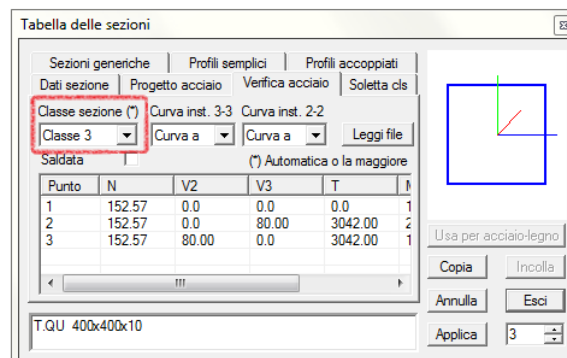 Tabella delle sezioni
Sezioni generiche Profili semplici Profili accoppiati
Dati sezione Progetto acciaio Verifica acciaio Soletta cls
Classe sezione (*) Curva inst. 3-3 Curva inst. 2-2
Classe 3 Curva a Curva a Leggi file
Saldata (*) Automatica o la maggiore
Punto N V2 V3 T
1 152.57 0.0 0.0 0.0 1
2 152.57 0.0 80.00 3042.00 2
3 152.57 80.00 0.0 3042.00 1
Usa per acciaio-legno
Copia Incolla
Annulla Esci
T.QU 400x400x10
Applica 3